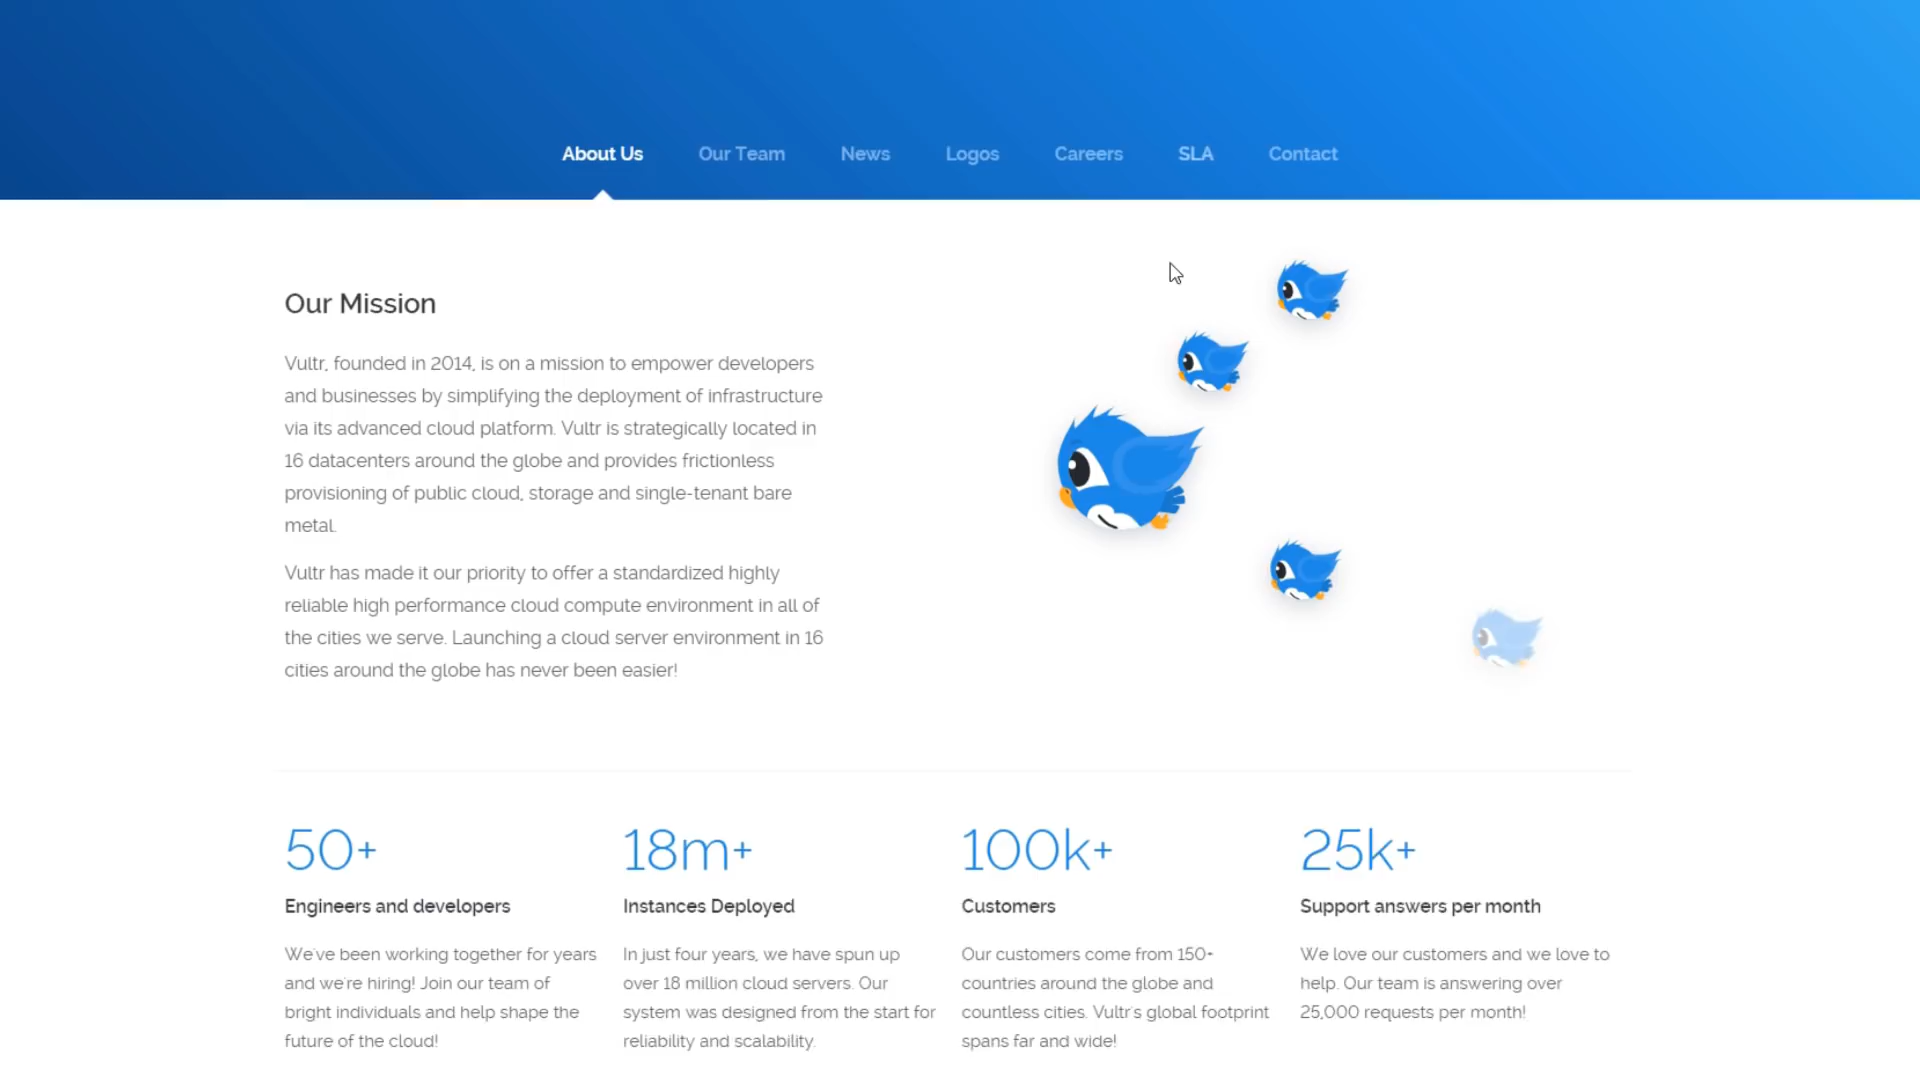 About Us Our Team News Logos Careers SLA Contact
Our Mission
Vultr, founded in 2014, is on a mission to empower developers
and businesses by simplifying the deployment of infrastructure
via its advanced cloud platform. Vultr is strategically located in
16 datacenters around the globe and provides frictionless
provisioning of public cloud, storage and single-tenant bare
metal.
Vultr has made it our priority to offer a standardized highly
reliable high performance cloud compute environment in all of
the cities we serve. Launching a cloud server environment in 16
cities around the globe has never been easier!
50+
Engineers and developers
We've been working together for years
and we're hiring! Join our team of
bright individuals and help shape the
future of the cloud!
18m+
Instances Deployed
In just four years, we have spun up
over 18 million cloud servers. Our
system was designed from the start for
reliability and scalability.
100k+
Customers
Our customers come from 150+
countries around the globe and
countless cities. Vultr's global footprint
spans far and wide!
25k+
Support answers per month
We love our customers and we love to
help. Our team is answering over
25,000 requests per month!